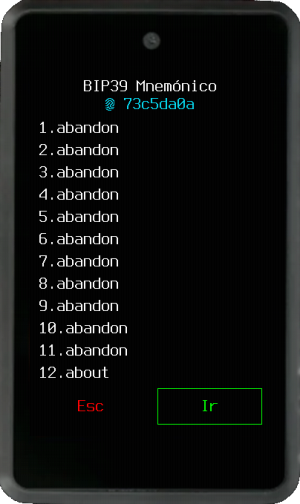 BIP39 Mnemónico
73c5da0a
1.abandon
2.abandon
3.abandon
4.abandon
5.abandon
6.abandon
7.abandon
8.abandon
9.abandon
10.abandon
11.abandon
12.about
Esc Ir